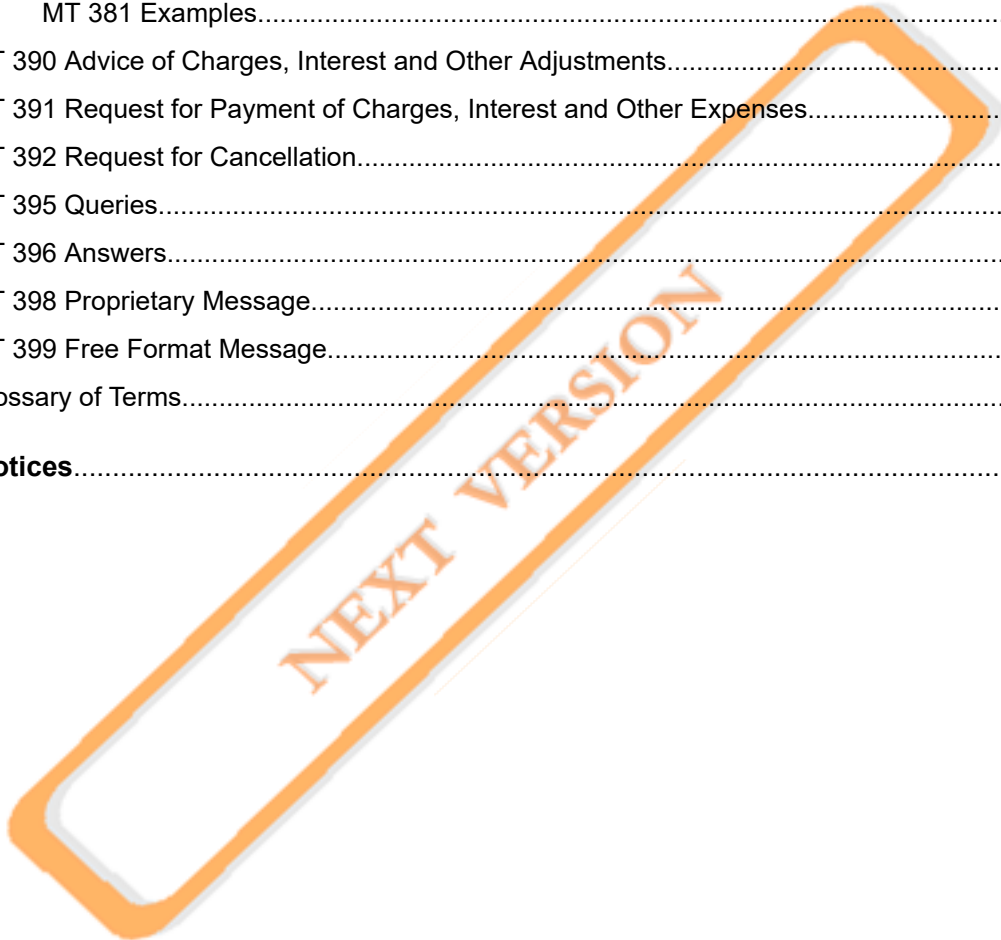 MT 381 Examples....................................................................................................
T 390 Advice of Charges, Interest and Other Adjustments.............................................
T 391 Request for Payment of Charges, Interest and Other Expenses..........................
T 392 Request for Cancellation.......................................................................................
T 395 Queries..................................................................................................................
T 396 Answers.................................................................................................................
T 398 Proprietary Message.............................................................................................
T 399 Free Format Message...........................................................................................
ossary of Terms...............................................................................................................
otices..............................................................................................................................
NEXT VERSION